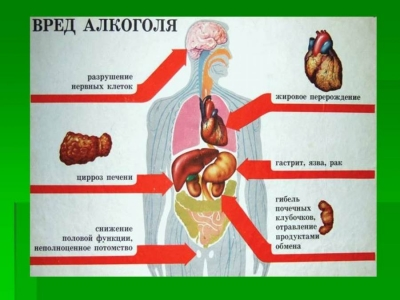 ВРЕД АЛКОГОЛЯ
разрушение
нервных клеток
жировое перерождение
цирроз печени
гастрит, язва, рак
снижение
половой функции,
неполноценное потомство
гибель
почечных
клубочков,
отравление
продуктами
обмена